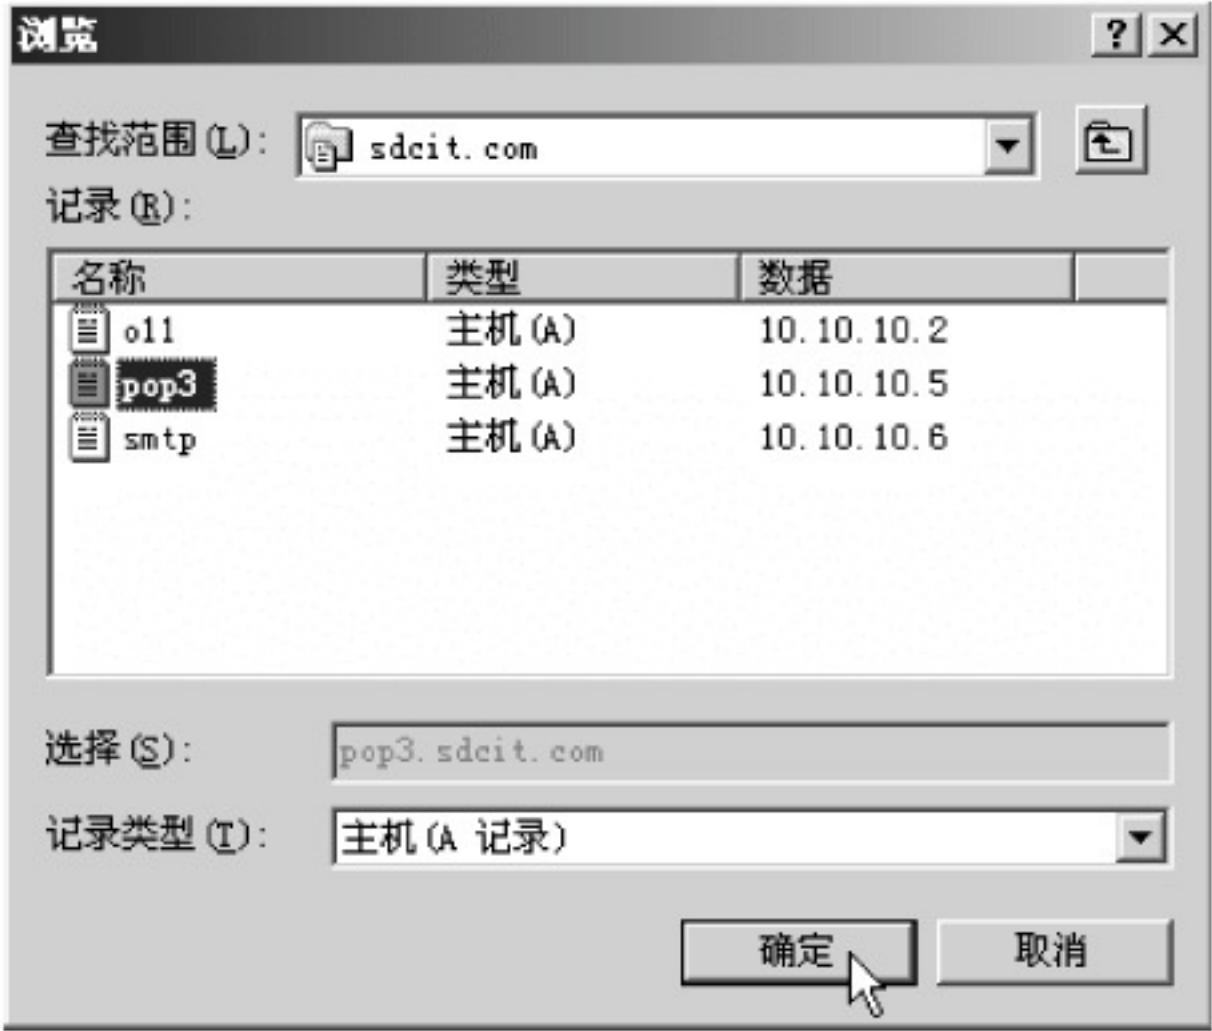 浏览
查找范围(L): sdcit.com
记录(R):
名称 类型 数据
oll 主机(A) 10.10.10.2
pop3 主机(A) 10.10.10.5
smtp 主机(A) 10.10.10.6
选择(S): pop3.sdcit.com
记录类型(T): 主机(A 记录)
确定 取消